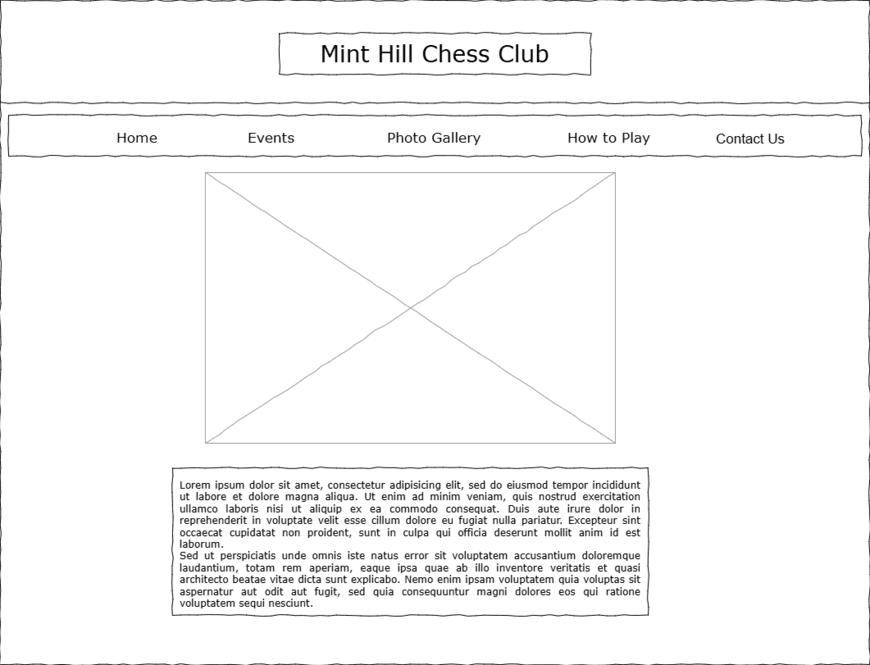 Mint Hill Chess Club
Home Events Photo Gallery How to Play Contact Us
Lorem ipsum dolor sit amet, consectetur adipisicing elit, sed do eiusmod tempor incididunt
ut labore et dolore magna aliqua. Ut enim ad minim veniam, quis nostrud exercitation
ullamco laboris nisi ut aliquip ex ea commodo consequat. Duis aute irure dolor in
reprehenderit in voluptate velit esse cillum dolore eu fugiat nulla pariatur. Excepteur sint
occaecat cupidatat non proident, sunt in culpa qui officia deserunt mollit anim id est
laborum.
Sed ut perspiciatis unde omnis iste natus error sit voluptatem accusantium doloremque
laudantium, totam rem aperiam, eaque ipsa quae ab illo inventore veritatis et quasi
architecto beatae vitae dicta sunt explicabo. Nemo enim ipsam voluptatem quia voluptas sit
aspernatur aut odit aut fugit, sed quia consequuntur magni dolores eos qui ratione
voluptatem sequi nesciunt.